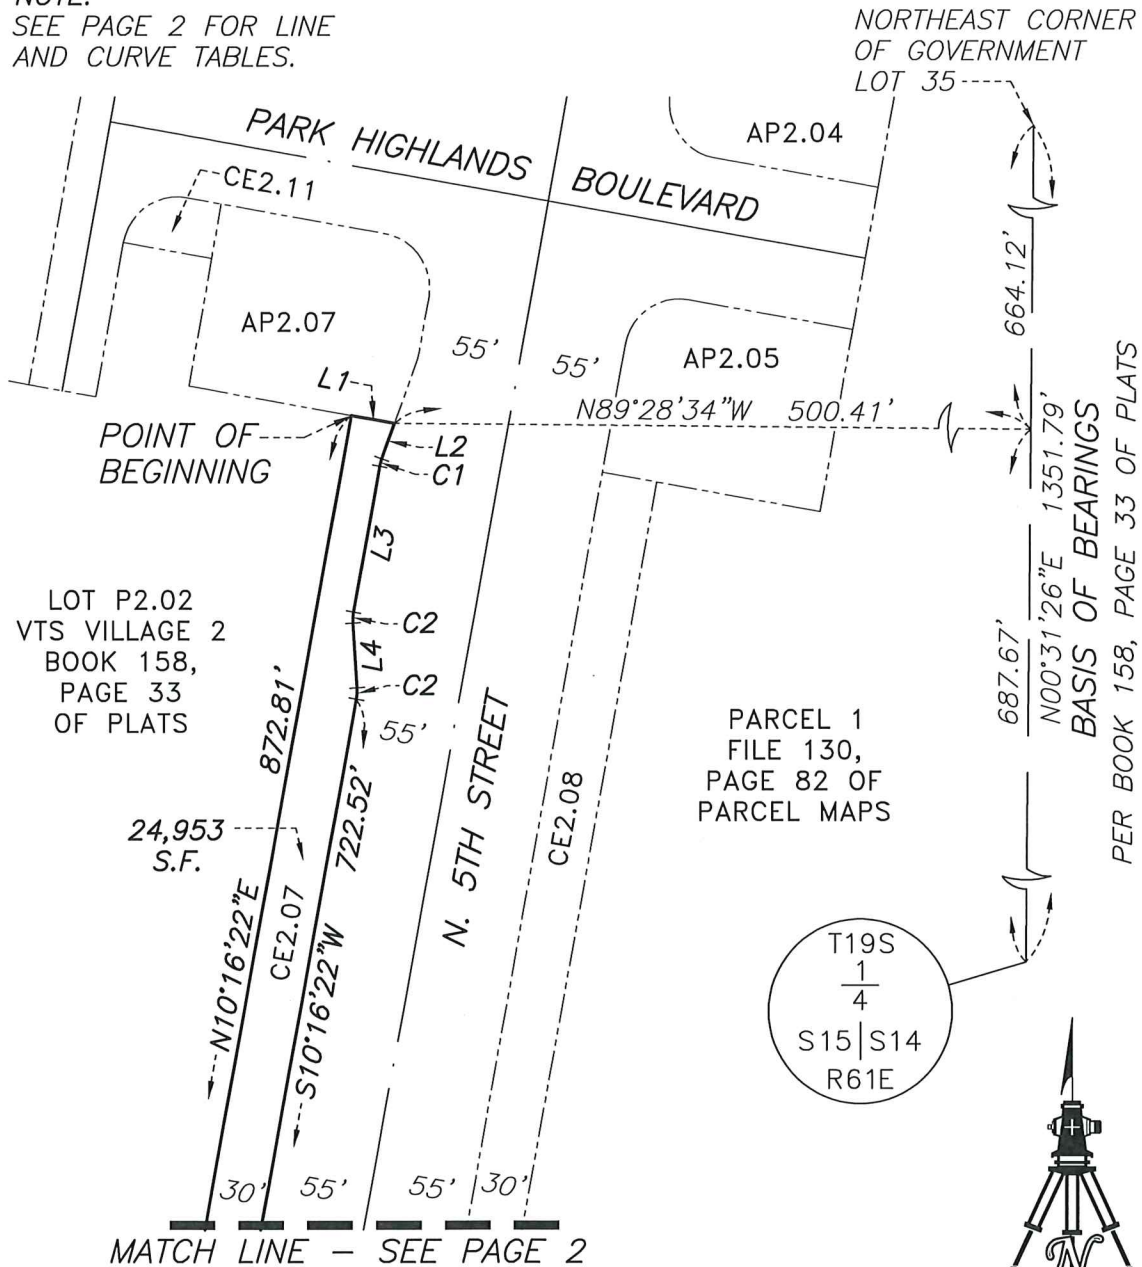 NOTE:
SEE PAGE 2 FOR LINE
AND CURVE TABLES.
NORTHEAST CORNER
OF GOVERNMENT
LOT 35
PARK HIGHLANDS BOULEVARD
AP2.04
CE2.11
AP2.07
55'
55'
AP2.05
664.12'
L1
N89°28'34"W 500.41'
POINT OF
BEGINNING
L2
C1
L3
C2
L4
C2
55'
LOT P2.02
VTS VILLAGE 2
BOOK 158,
PAGE 33
OF PLATS
872.81'
N10°16'22"E
24,953
S.F.
CE2.07
722.52'
S10°16'22"W
N. 5TH STREET
CE2.08
PARCEL 1
FILE 130,
PAGE 82 OF
PARCEL MAPS
687.67'
N00°31'26"E 1351.79'
BASIS OF BEARINGS
PER BOOK 158, PAGE 33 OF PLATS
T19S
1
4
S15|S14
R61E
30'
55'
55'
30'
MATCH LINE – SEE PAGE 2
N